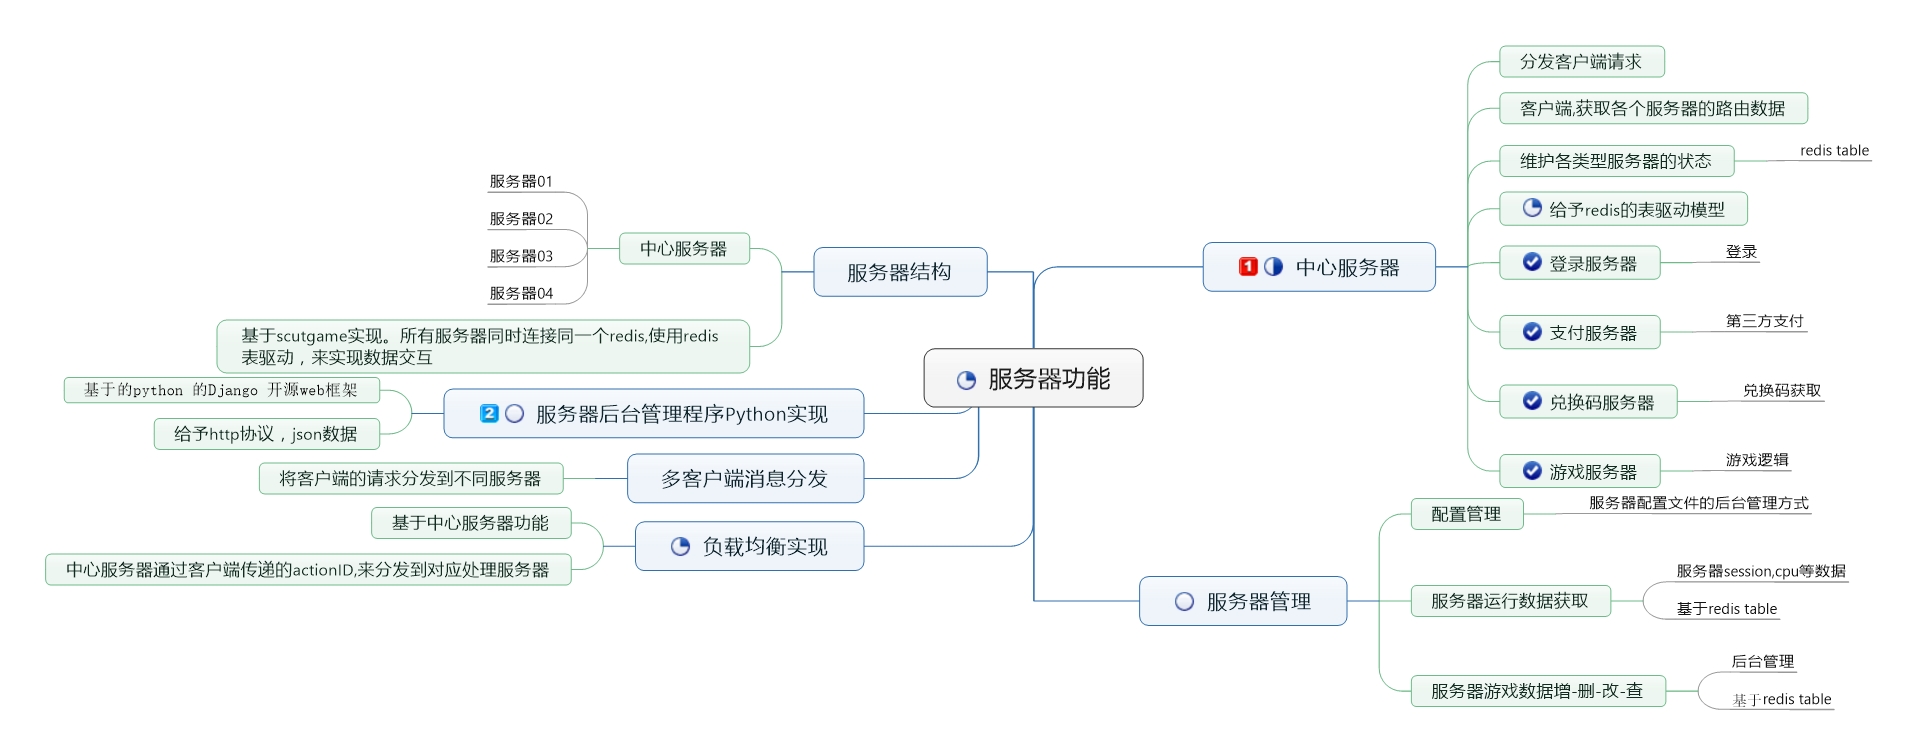 服务器功能
1 中心服务器
分发客户端请求
客户端,获取各个服务器的路由数据
维护各类型服务器的状态
redis table
给予redis的表驱动模型
登录服务器
登录
支付服务器
第三方支付
兑换码服务器
兑换码获取
游戏服务器
游戏逻辑
服务器管理
配置管理
服务器配置文件的后台管理方式
服务器运行数据获取
服务器session,cpu等数据
基于redis table
服务器游戏数据增-删-改-查
后台管理
基于redis table
服务器结构
中心服务器
服务器01
服务器02
服务器03
服务器04
基于scutgame实现。所有服务器同时连接同一个redis,使用redis
表驱动，来实现数据交互
2 服务器后台管理程序Python实现
基于的python 的Django 开源web框架
给予http协议，json数据
多客户端消息分发
将客户端的请求分发到不同服务器
负载均衡实现
基于中心服务器功能
中心服务器通过客户端传递的actionID,来分发到对应处理服务器